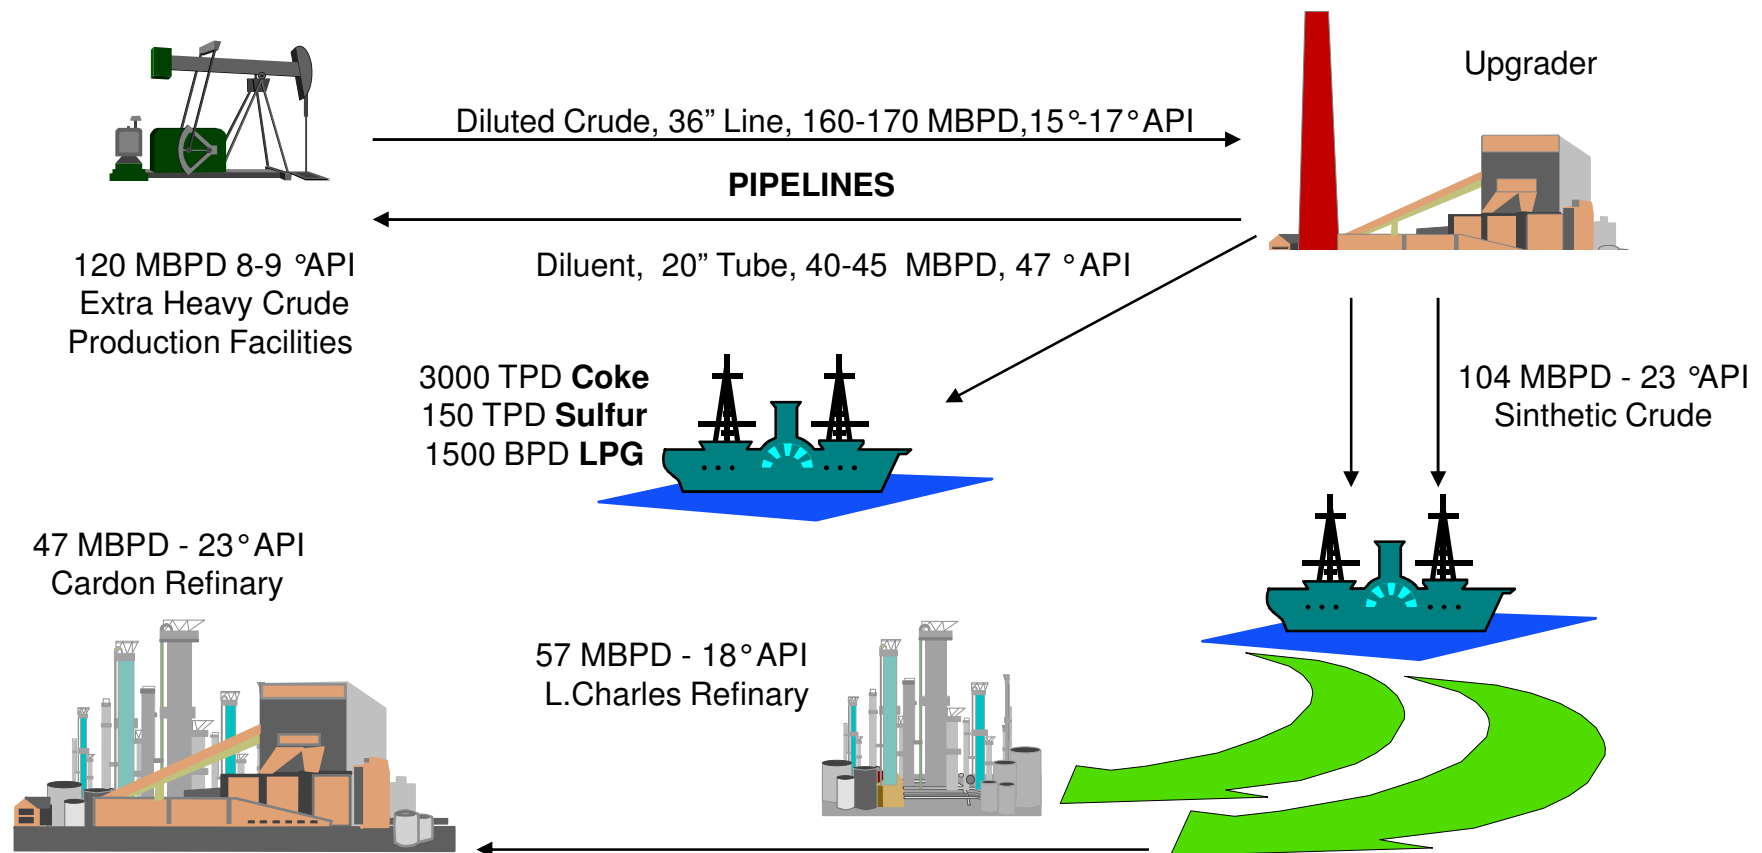 Upgrader
Diluted Crude, 36” Line, 160-170 MBPD,15°-17°API
PIPELINES
Diluent, 20” Tube, 40-45 MBPD, 47 °API
120 MBPD 8-9 °API
Extra Heavy Crude
Production Facilities
3000 TPD Coke
150 TPD Sulfur
1500 BPD LPG
104 MBPD - 23 °API
Sinthetic Crude
47 MBPD - 23°API
Cardon Refinary
57 MBPD - 18°API
L.Charles Refinary